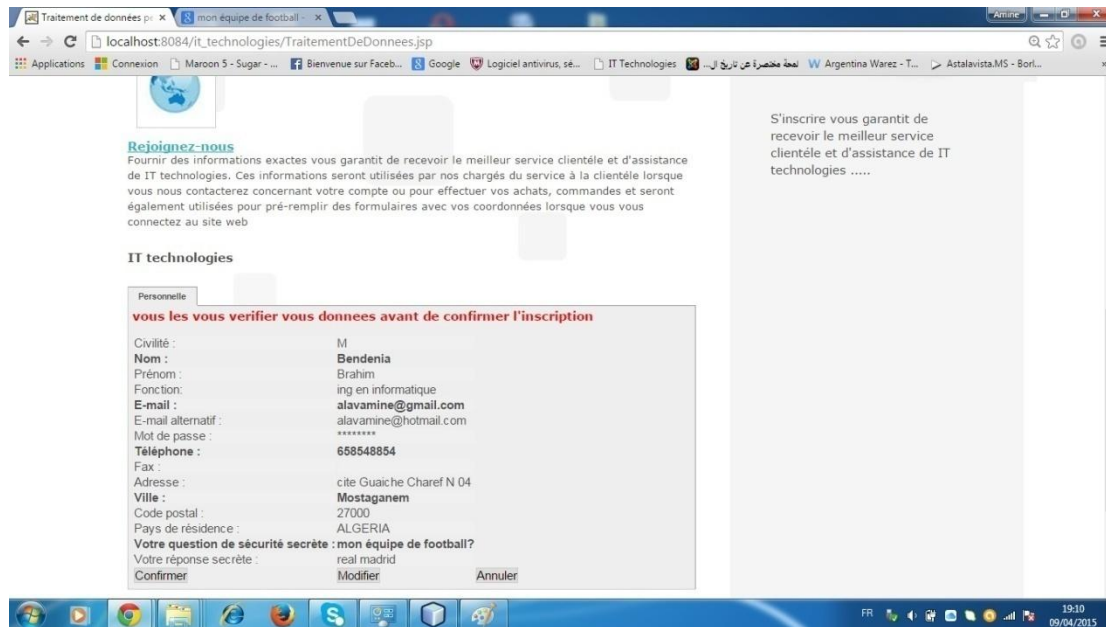 Traitement de données pe
mon équipe de football -
Amine
localhost:8084/it_technologies/TraitementDeDonnees.jsp
Applications Connexion Maroon 5 - Sugar - ... Bienvenue sur Faceb... Google Logiciel antivirus, sé... IT Technologies لمحة مختصرة عن تاريخ ال... Argentina Warez - T... Astalavista.MS - Borl...
Rejoignez-nous
Fournir des informations exactes vous garantit de recevoir le meilleur service clientéle et d'assistance
de IT technologies. Ces informations seront utilisées par nos chargés du service à la clientéle lorsque
vous nous contacterez concernant votre compte ou pour effectuer vos achats, commandes et seront
également utilisées pour pré-remplir des formulaires avec vos coordonnées lorsque vous vous
connectez au site web
S'inscrire vous garantit de
recevoir le meilleur service
clientéle et d'assistance de IT
technologies .....
IT technologies
Personnelle
vous les vous verifier vous donnees avant de confirmer l'inscription
Civilité : M
Nom : Bendenia
Prénom : Brahim
Fonction: ing en informatique
E-mail : alavamine@gmail.com
E-mail alternatif : alavamine@hotmail.com
Mot de passe : ********
Téléphone : 658548854
Fax :
Adresse : cite Guaiche Charef N 04
Ville : Mostaganem
Code postal : 27000
Pays de résidence : ALGERIA
Votre question de sécurité secrète : mon équipe de football?
Votre réponse secrète : real madrid
Confirmer Modifier Annuler
FR 19:10
09/04/2015